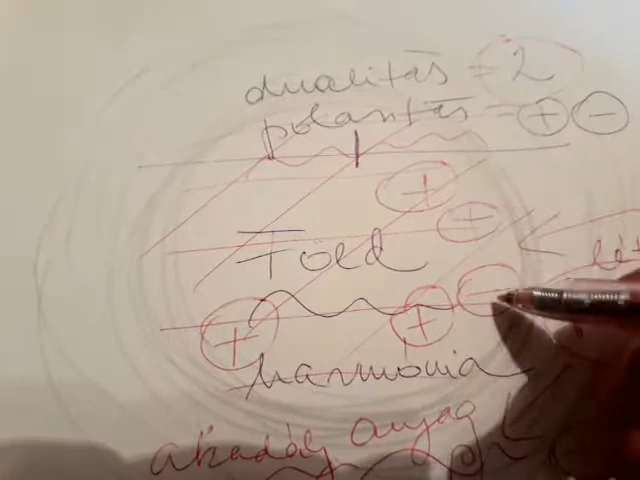 dualitás = 2
polaritás = + -
+
+
Föld
+ + -
harmónia
akadály anyag